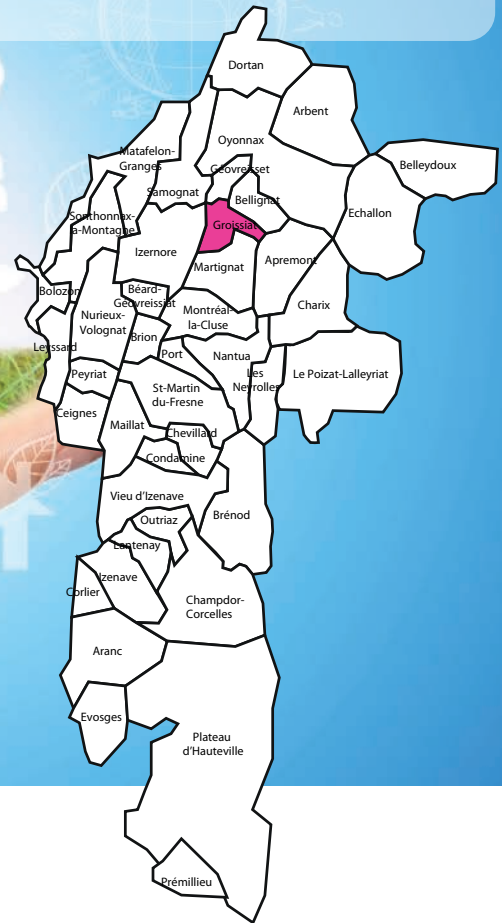 Dortan
Arbent
Oyonnax
Matafelon-
Granges
Géovreisset
Belleydoux
Samognat
Bellignat
Sonthonnax-
la-Montagne
Echallon
Groissiat
Izernore
Apremont
Martignat
Bolozon
Béard-
Géovreissiat
Charix
Nurieux-
Volognat
Montréal-
la-Cluse
Brion
Leyssard
Port
Nantua
Les
Neyrolles
Le Poizat-Lalleyriat
Peyriat
St-Martin
du-Fresne
Ceignes
Maillat
Chevillard
Condamine
Vieu d'Izenave
Outriaz
Brénod
Lantenay
Izenave
Corlier
Champdor-
Corcelles
Aranc
Evosges
Plateau
d'Hauteville
Prémillieu